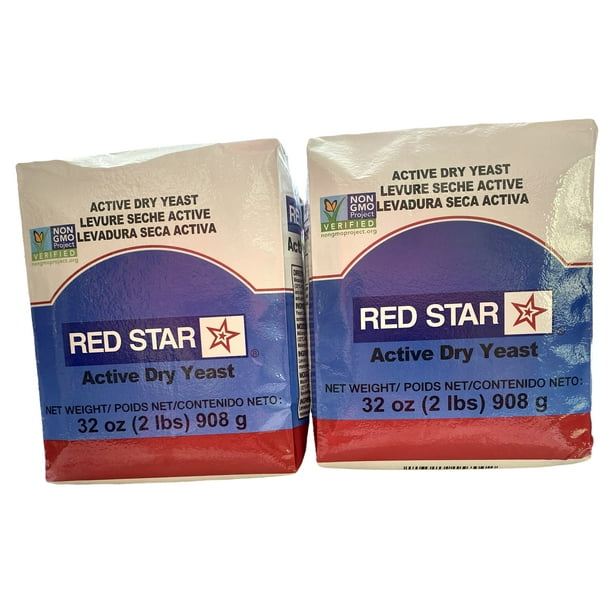 ACTIVE DRY YEAST
LEVURE SECHE ACTIVE
LEVADURA SECA ACTIVA
NON
GMO
Project
VERIFIED
nongmoproject.org
RED STAR
®
Active Dry Yeast
NET WEIGHT/ POIDS NET/CONTENIDO NETO:
32 oz (2 lbs) 908 g
RED S
Activ
ACTIVE DRY YEAST
LEVURE SECHE ACTIVE
LEVADURA SECA ACTIVA
NON
GMO
Project
VERIFIED
nongmoproject.org
RED STAR
®
Active Dry Yeast
NET WEIGHT/ POIDS NET/CONTENIDO NETO:
32 oz (2 lbs) 908 g